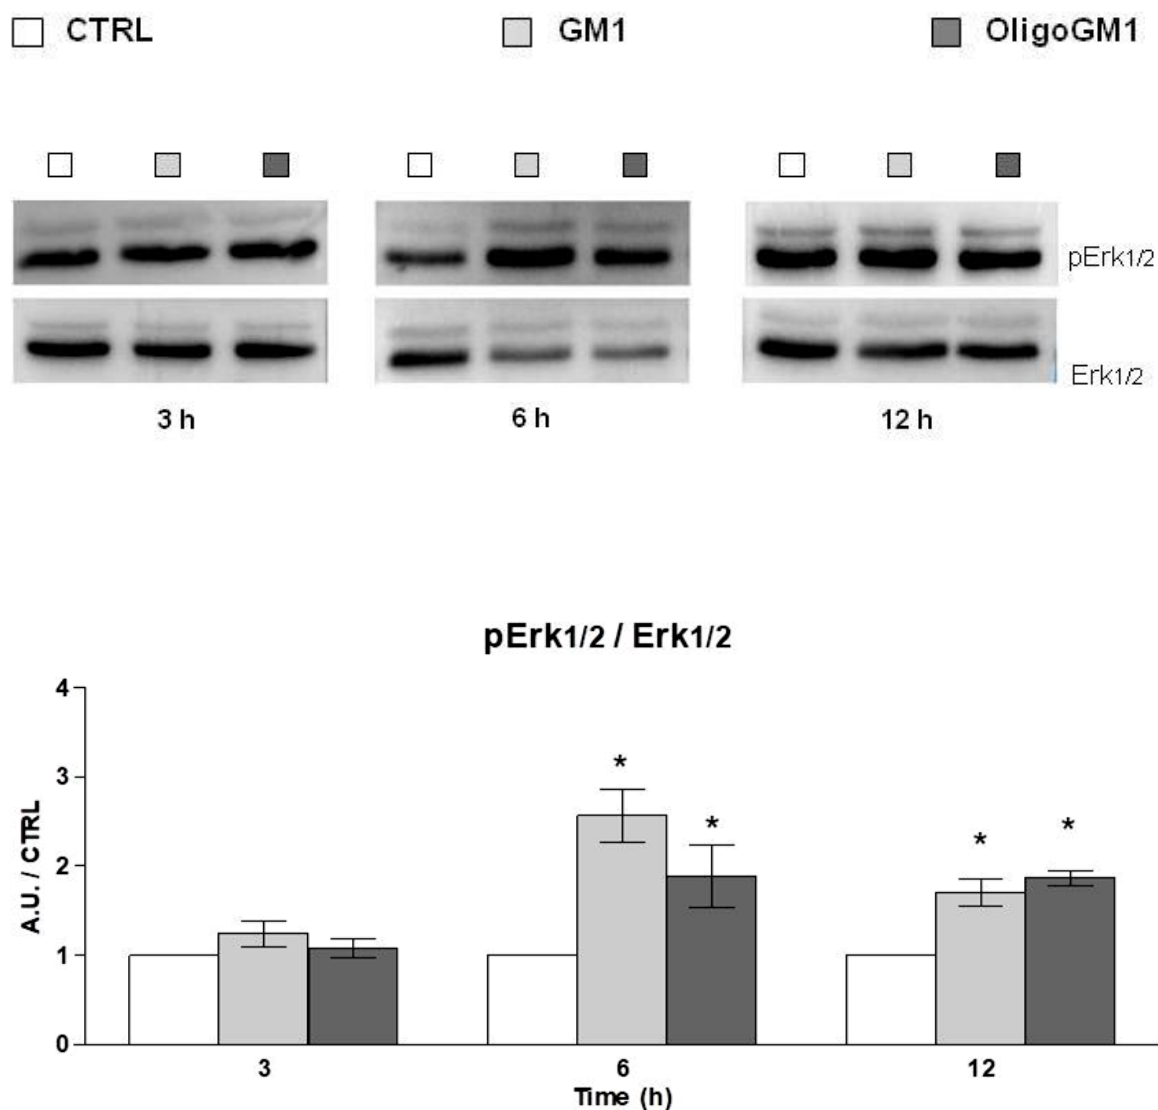 CTRL GM1 OligoGM1
pErk1/2
Erk1/2
3 h 6 h 12 h
pErk1/2 / Erk1/2
4
3
2
1
0
A.U. / CTRL
* * * *
3 6 12
Time (h)